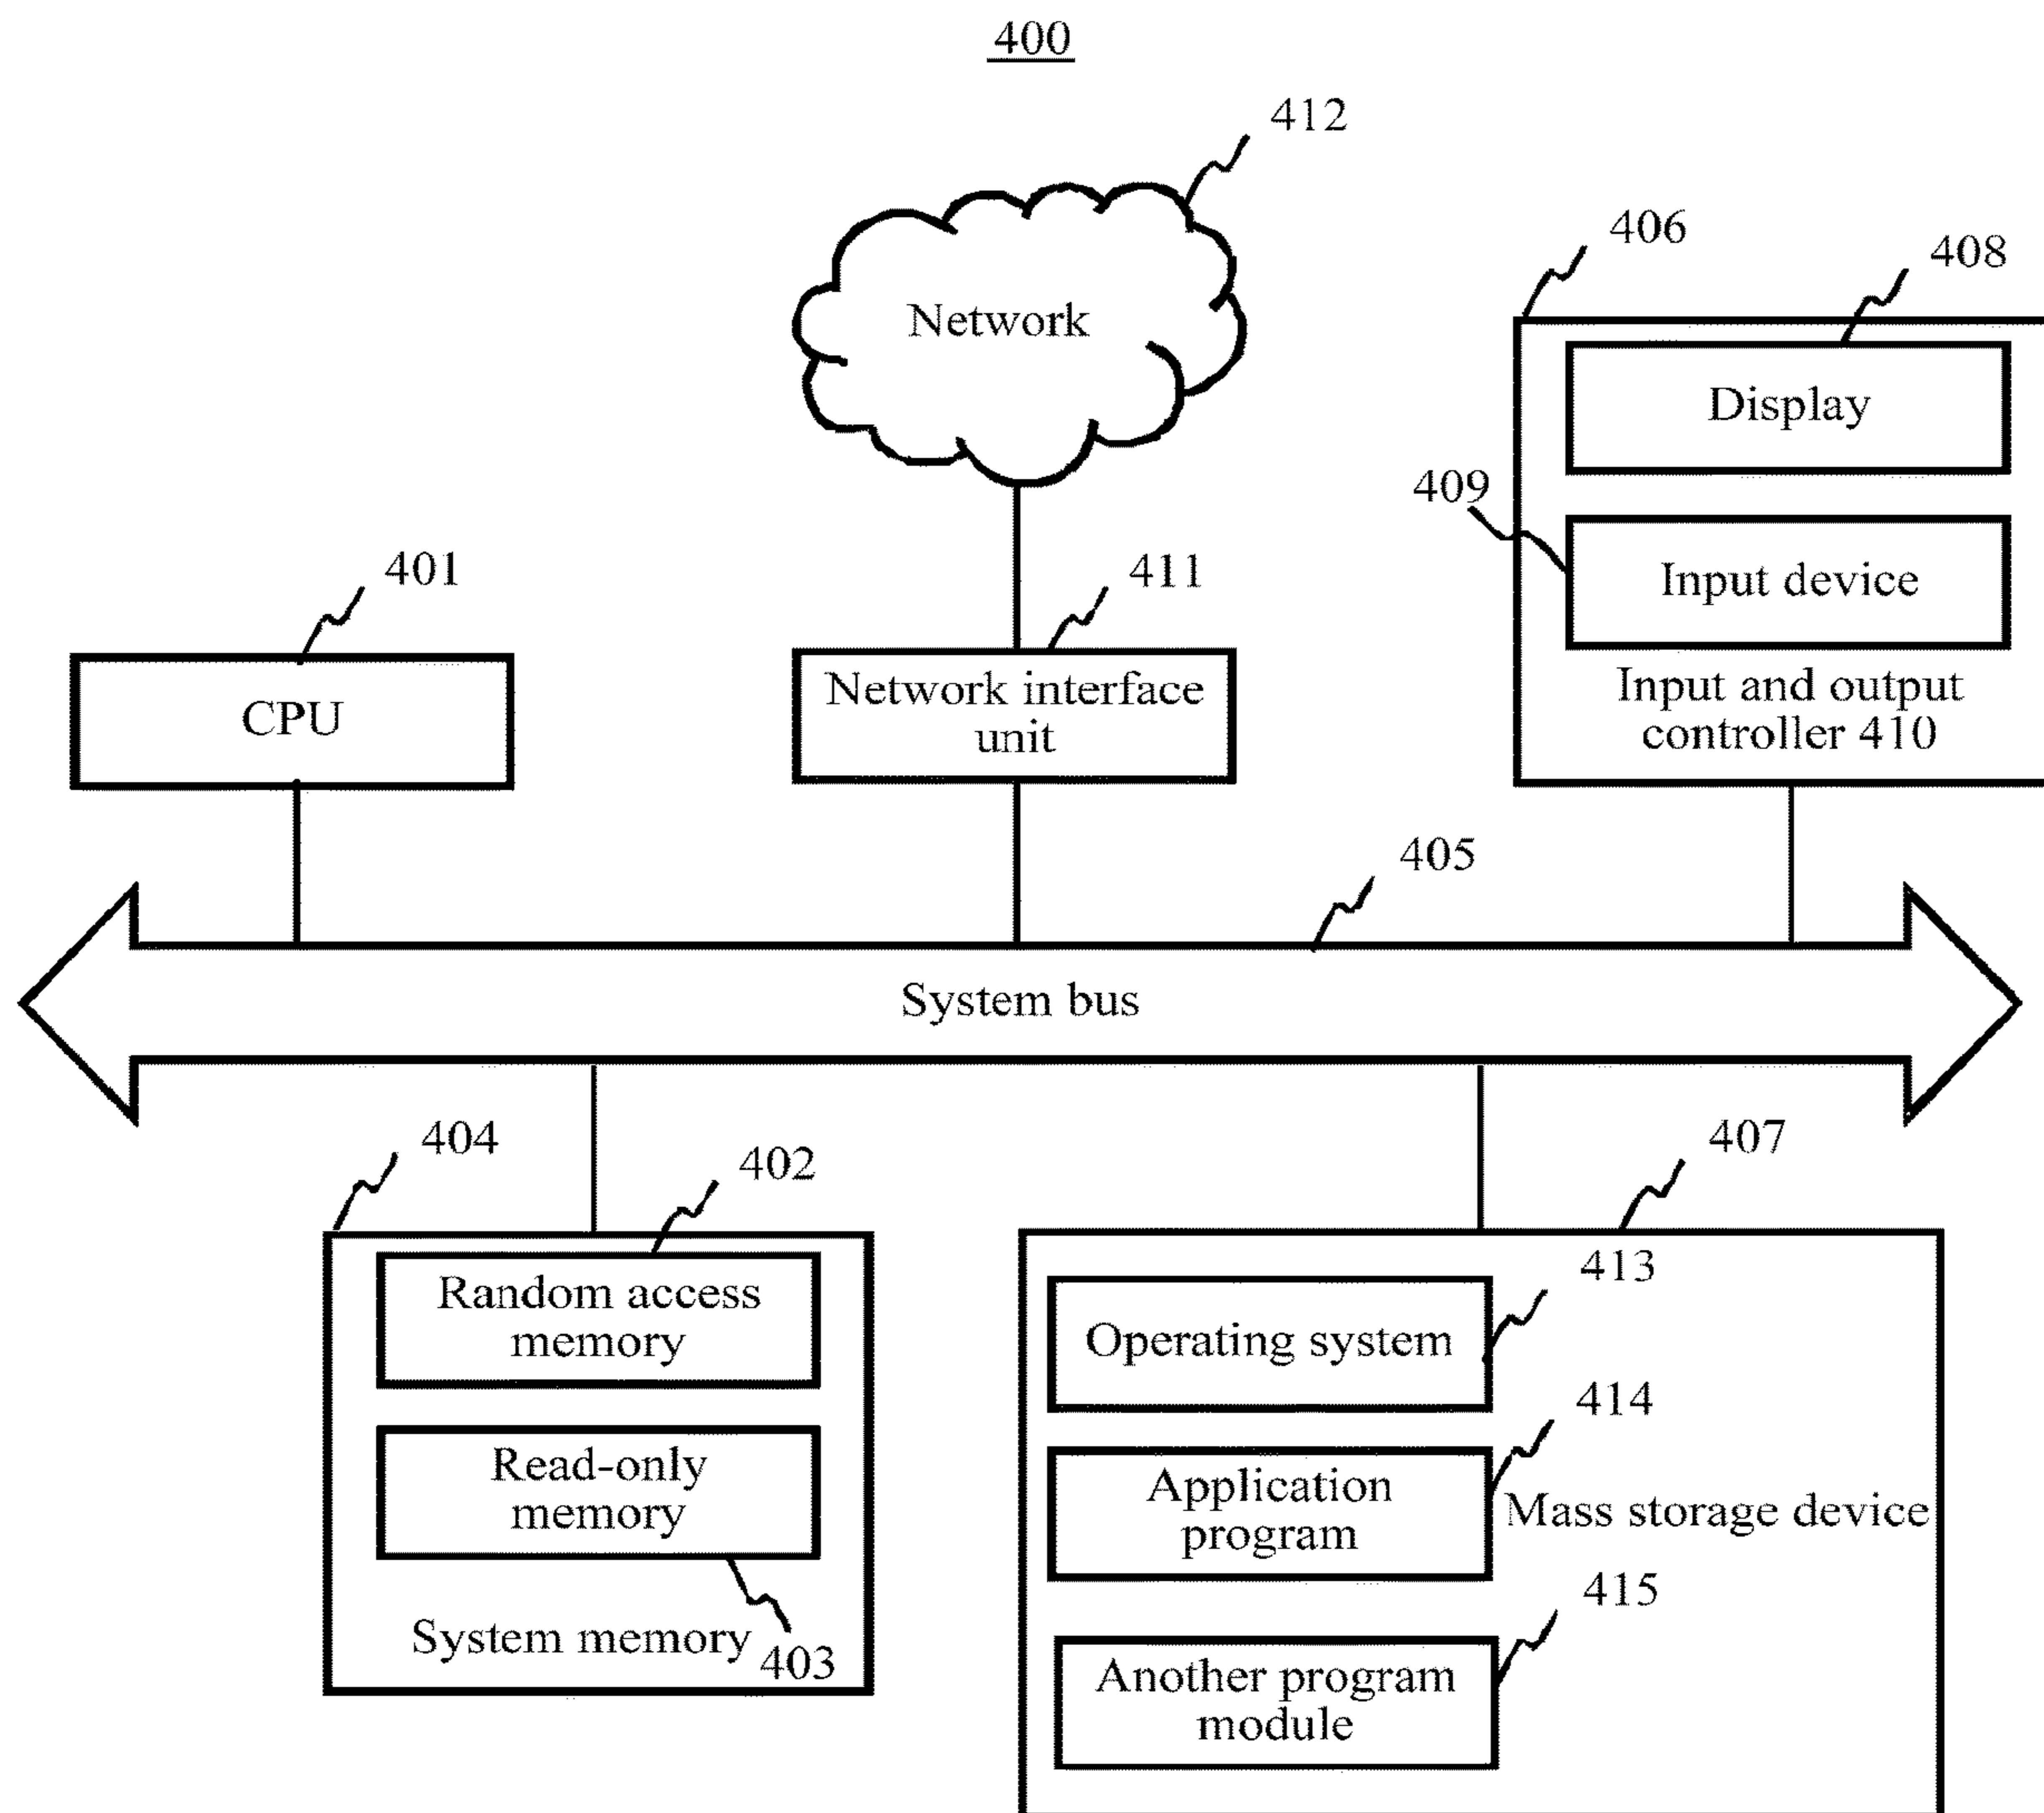 400
412
Network
406
408
Display
409
Input device
Input and output
controller 410
401
CPU
411
Network interface
unit
405
System bus
404
402
Random access
memory
Read-only
memory
System memory
403
407
413
Operating system
414
Application
program
Mass storage device
415
Another program
module